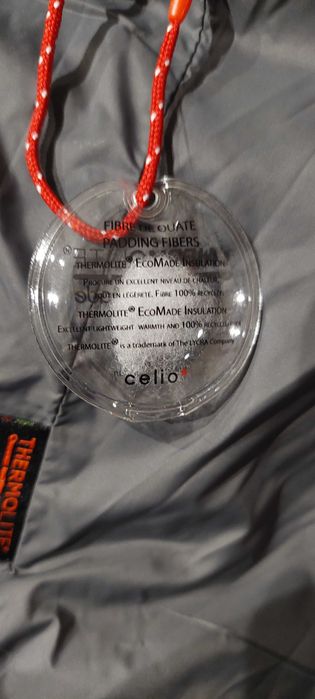 FIBRE DE OUATE
PADDING FIBERS
THERMOLITE® ECOMADE INSULATION
PROCURE UN EXCELLENT NIVEAU DE CHALEUR,
TOUT EN LÉGÈRETÉ. FIBRE 100% RECYCLÉE
THERMOLITE® ECOMADE INSULATION
EXCELLENT LIGHTWEIGHT WARMTH AND 100% RECYCLED FIBER
THERMOLITE® IS A trademark OF The LYCRA Company
celio*
THERMOLITE®